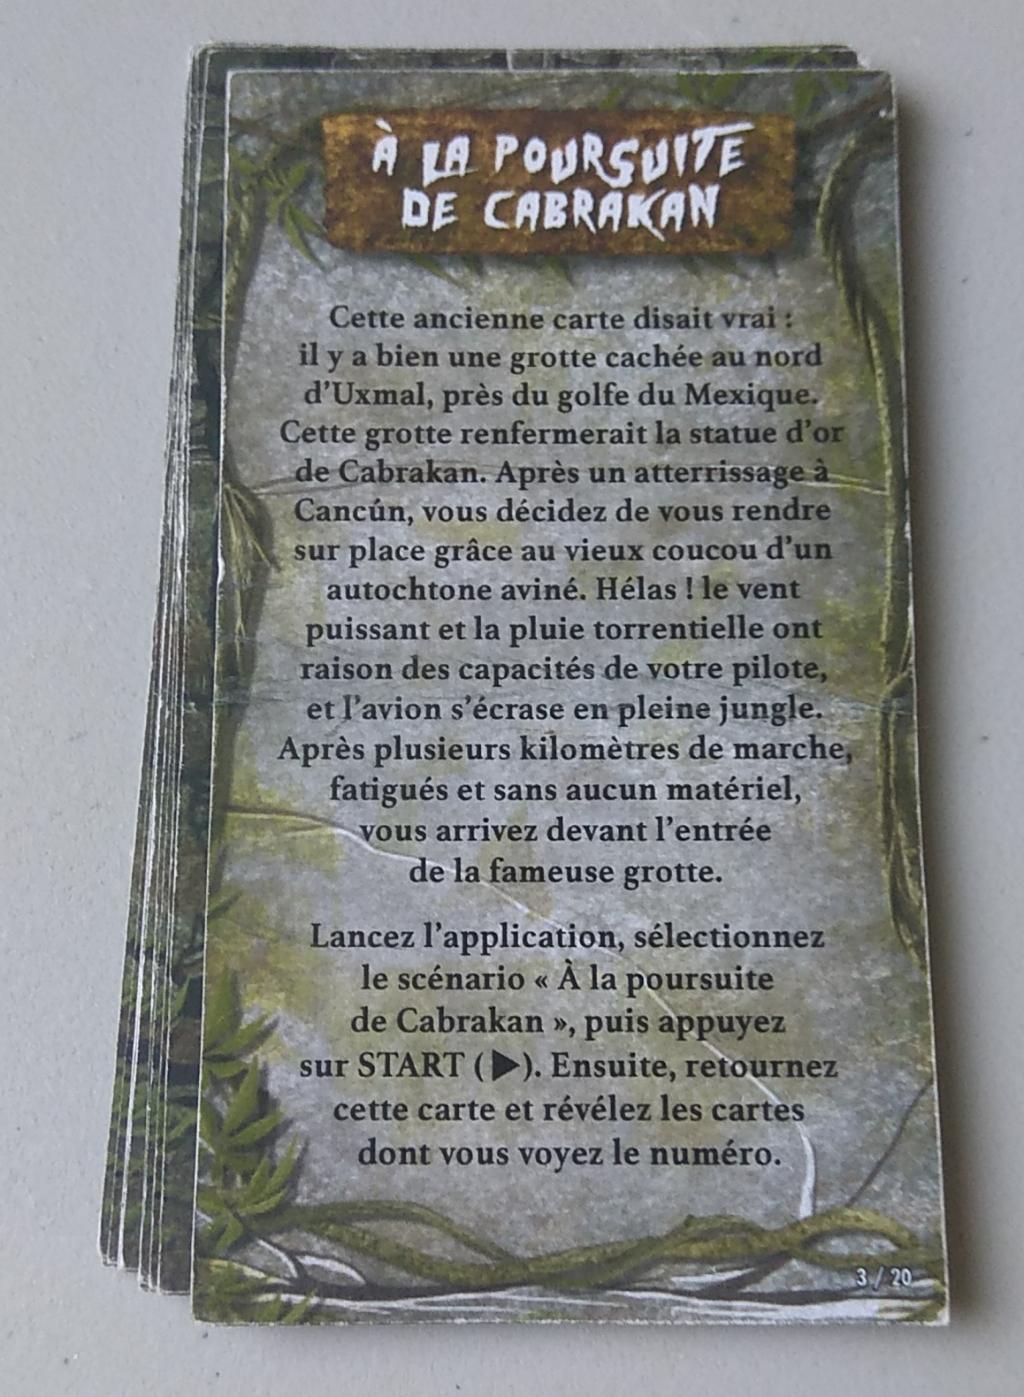 À LA POURSUITE
DE CABRAKAN
Cette ancienne carte disait vrai :
il y a bien une grotte cachée au nord
d'Uxmal, près du golfe du Mexique.
Cette grotte renfermerait la statue d'or
de Cabrakan. Après un atterrissage à
Cancún, vous décidez de vous rendre
sur place grâce au vieux coucou d'un
autochtone aviné. Hélas ! le vent
puissant et la pluie torrentielle ont
raison des capacités de votre pilote,
et l'avion s'écrase en pleine jungle.
Après plusieurs kilomètres de marche,
fatigués et sans aucun matériel,
vous arrivez devant l'entrée
de la fameuse grotte.
Lancez l'application, sélectionnez
le scénario « À la poursuite
de Cabrakan », puis appuyez
sur START (▶). Ensuite, retournez
cette carte et révélez les cartes
dont vous voyez le numéro.
3 / 20